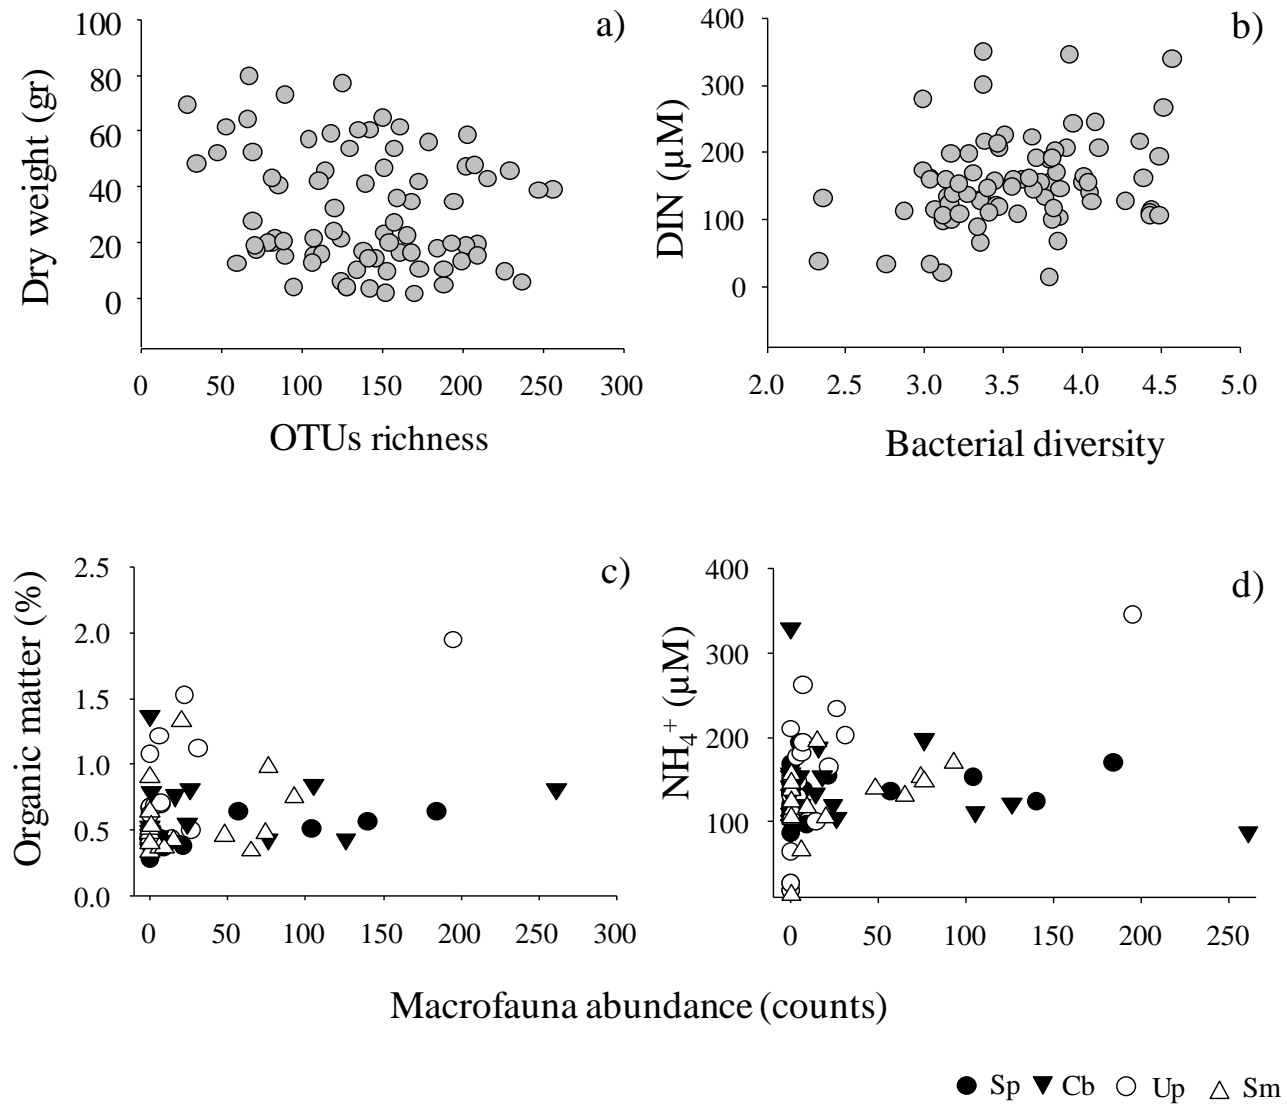 a)
Dry weight (gr)
100
80
60
40
20
0
0 50 100 150 200 250 300
OTUs richness
b)
DIN (µM)
400
300
200
100
0
2.0 2.5 3.0 3.5 4.0 4.5 5.0
Bacterial diversity
c)
Organic matter (%)
2.5
2.0
1.5
1.0
0.5
0.0
0 50 100 150 200 250 300
d)
NH₄⁺ (µM)
400
300
200
100
0 50 100 150 200 250
Macrofauna abundance (counts)
Sp Cb Up Sm